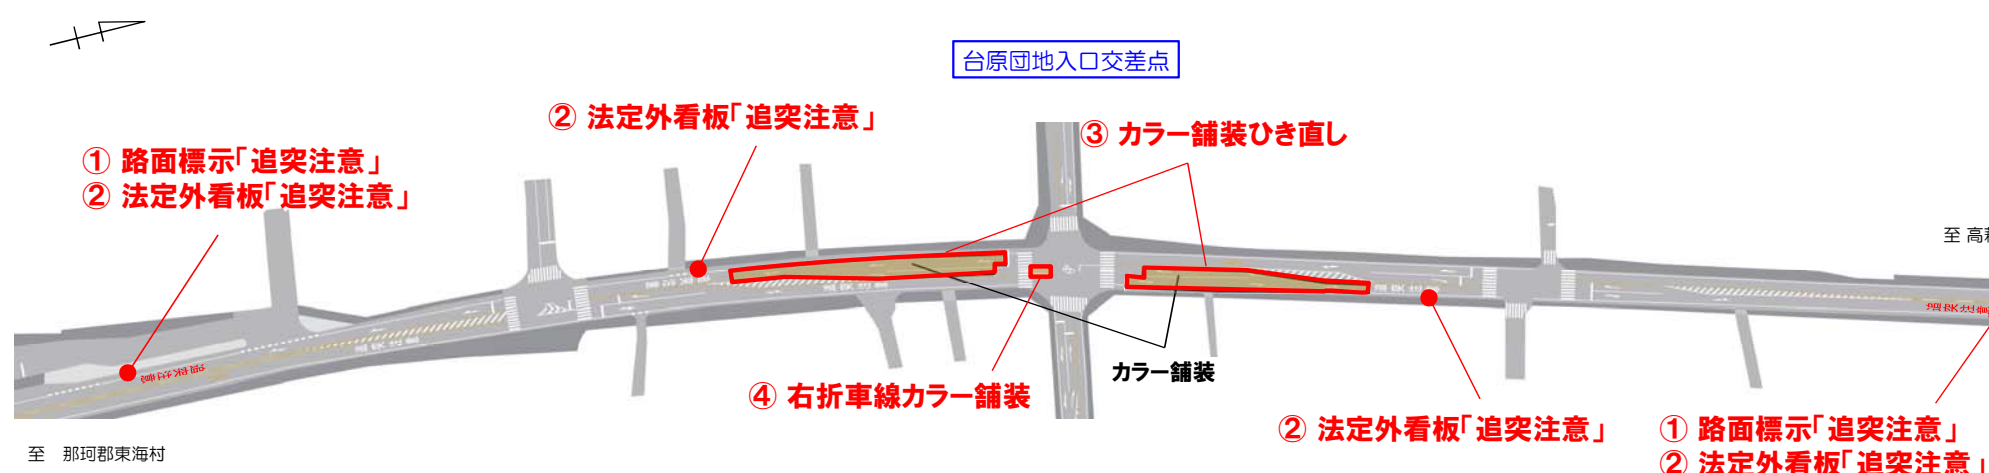 台原団地入口交差点
② 法定外看板「追突注意」
③ カラー舗装ひき直し
① 路面標示「追突注意」
② 法定外看板「追突注意」
至 高萩
カラー舗装
④ 右折車線カラー舗装
② 法定外看板「追突注意」
① 路面標示「追突注意」
② 法定外看板「追突注意」
至 那珂郡東海村